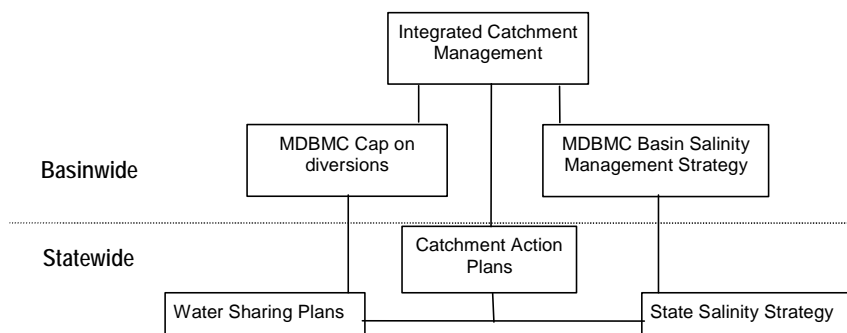 Integrated Catchment
Management
MDBMC Cap on
diversions
MDBMC Basin Salinity
Management Strategy
Basinwide
Statewide
Catchment Action
Plans
Water Sharing Plans
State Salinity Strategy